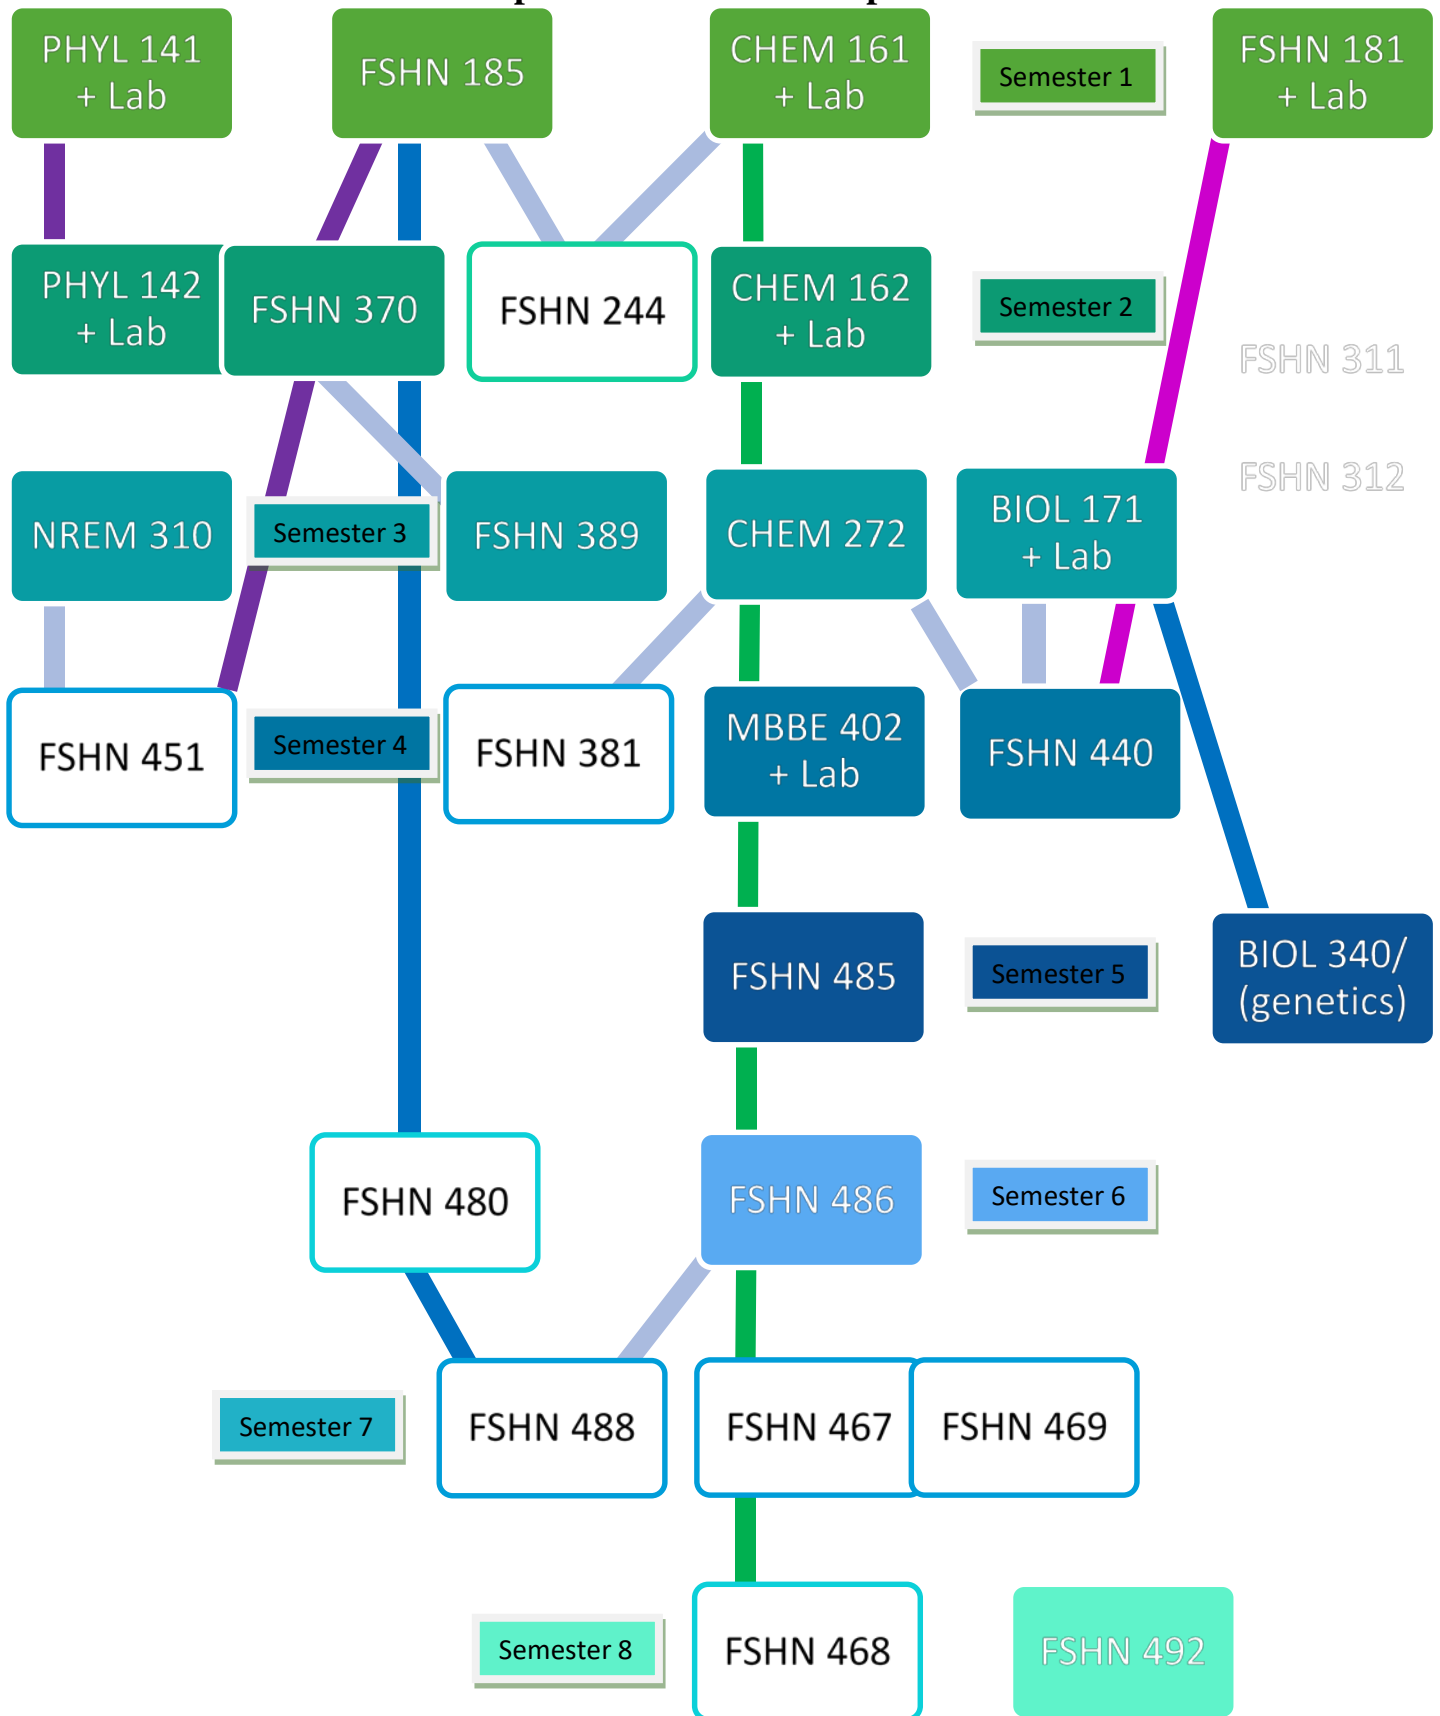 PHYL 141
+ Lab
FSHN 185
CHEM 161
+ Lab
Semester 1
FSHN 181
+ Lab
PHYL 142
+ Lab
FSHN 370
FSHN 244
CHEM 162
+ Lab
Semester 2
FSHN 311
FSHN 312
NREM 310
Semester 3
FSHN 389
CHEM 272
BIOL 171
+ Lab
FSHN 451
Semester 4
FSHN 381
MBBE 402
+ Lab
FSHN 440
FSHN 485
Semester 5
BIOL 340/
(genetics)
FSHN 480
FSHN 486
Semester 6
Semester 7
FSHN 488
FSHN 467
FSHN 469
Semester 8
FSHN 468
FSHN 492